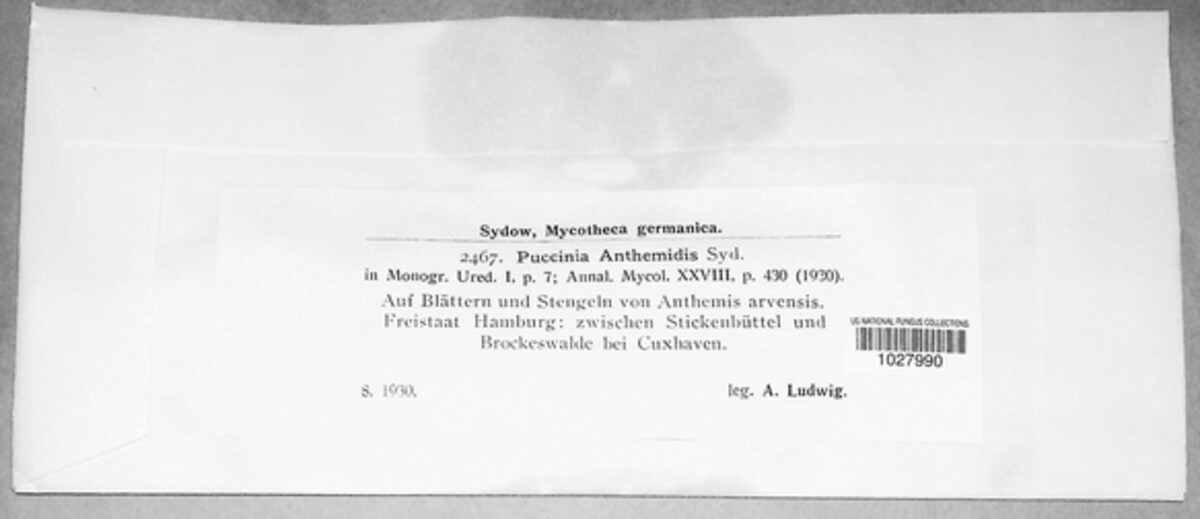 Sydow, Mycotheca germanica.
2467. Puccinia Anthemidis Syd.
in Monogr. Ured. I, p. 7; Annal. Mycol. XXVIII, p. 430 (1930).
Auf Blättern und Stengeln von Anthemis arvensis.
Freistaat Hamburg: zwischen Stickenbüttel und
Brockeswalde bei Cuxhaven.
8. 1930. leg. A. Ludwig.
US NATIONAL FUNGUS COLLECTIONS
1027990